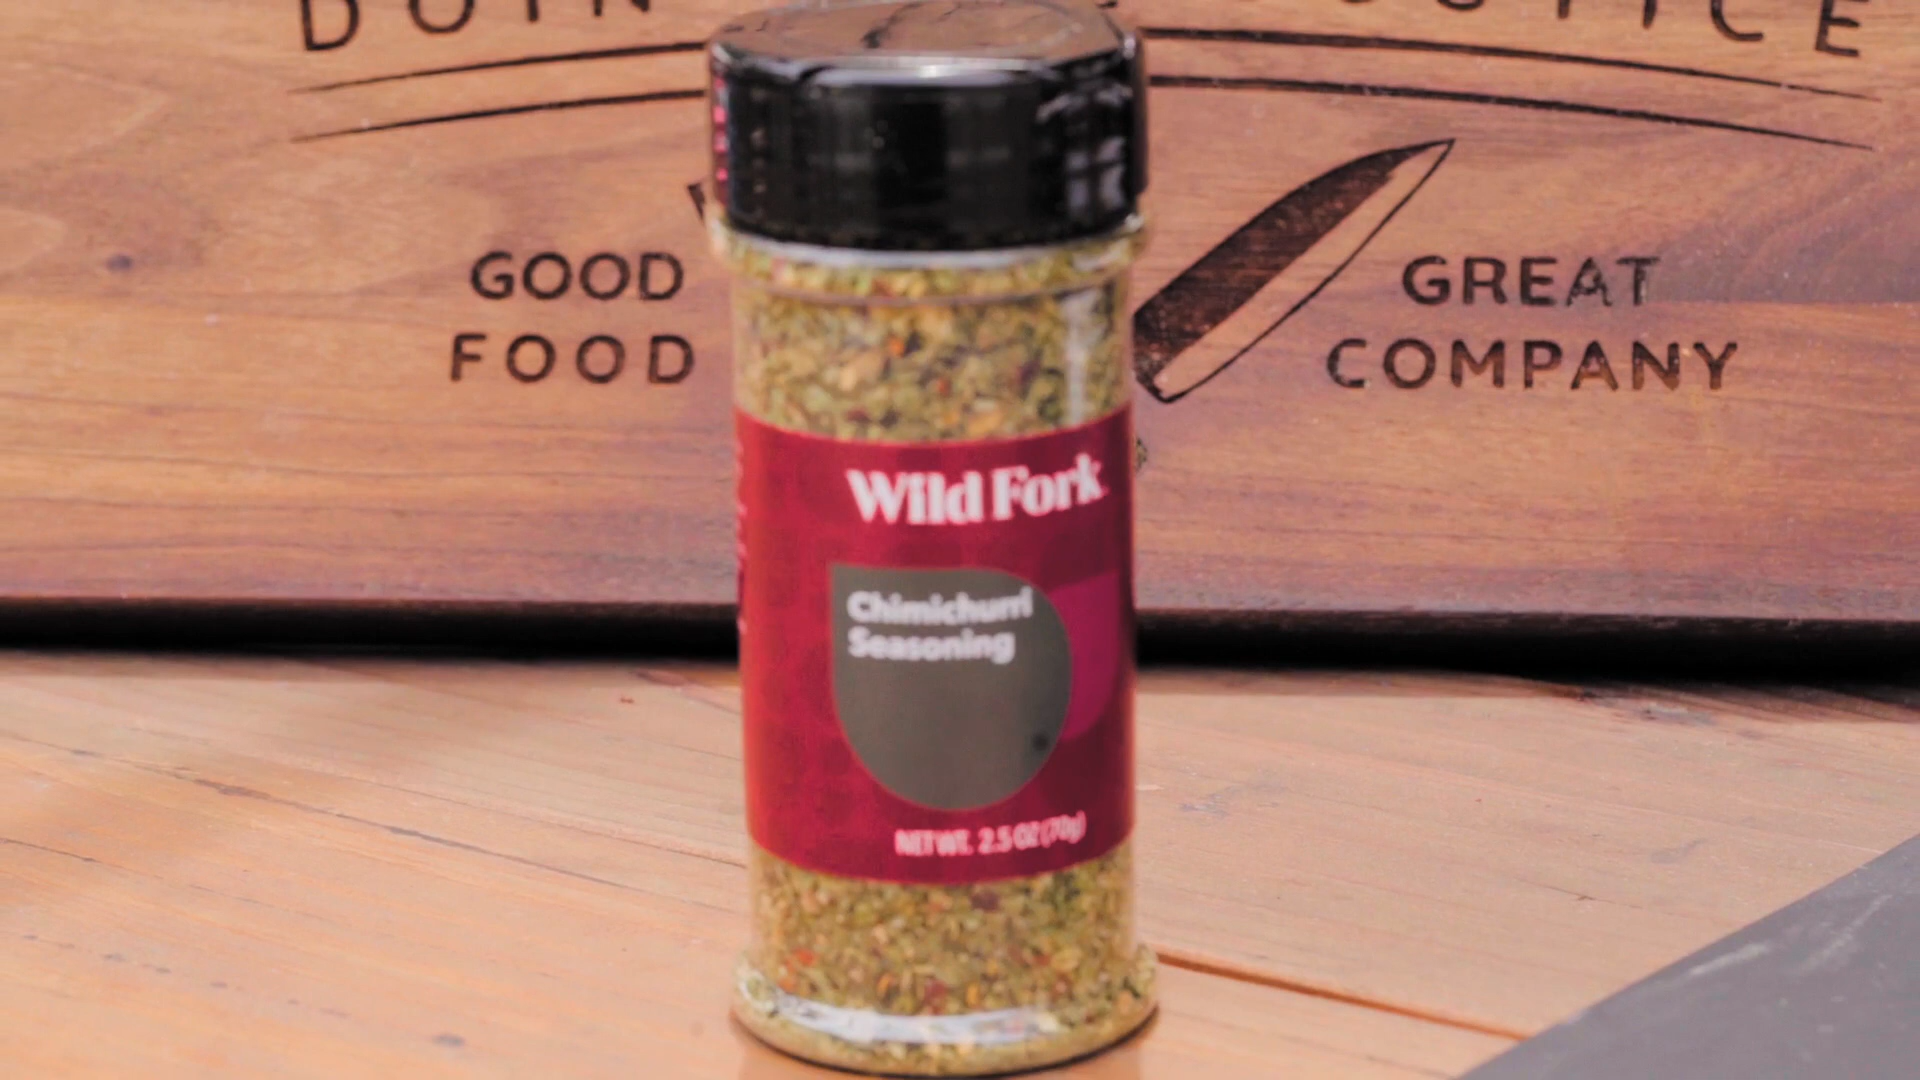 GOOD
FOOD
GREAT
COMPANY
Wild Fork
Chimichurri
Seasoning
NET WT. 2.5 OZ (70g)